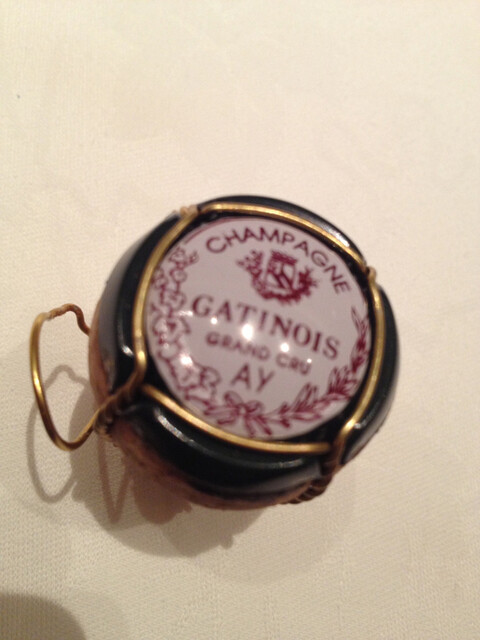 CHAMPAGNE
GATINOIS
GRAND CRU
AY